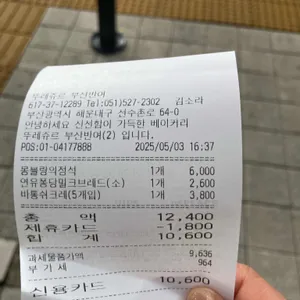 뚜레쥬르 부산반여
617-37-12289 Tel:051)527-2302 김소라
부산광역시 해운대구 선수촌로 64-0
안녕하세요 신선함이 가득한 베이커리
뚜레쥬르 부산반여(2) 입니다.
POS:01-04177888 2025/05/03 16:37
몽블랑의정석 1개 6,000
연유퐁당밀크브레드(소) 1개 2,600
바통쉬크레(5개입) 1개 3,800
총 액 12,400
제휴카드 -1,800
합 계 10,600
과세물품가액 9,636
부 가 세 964
신용카드 10,600